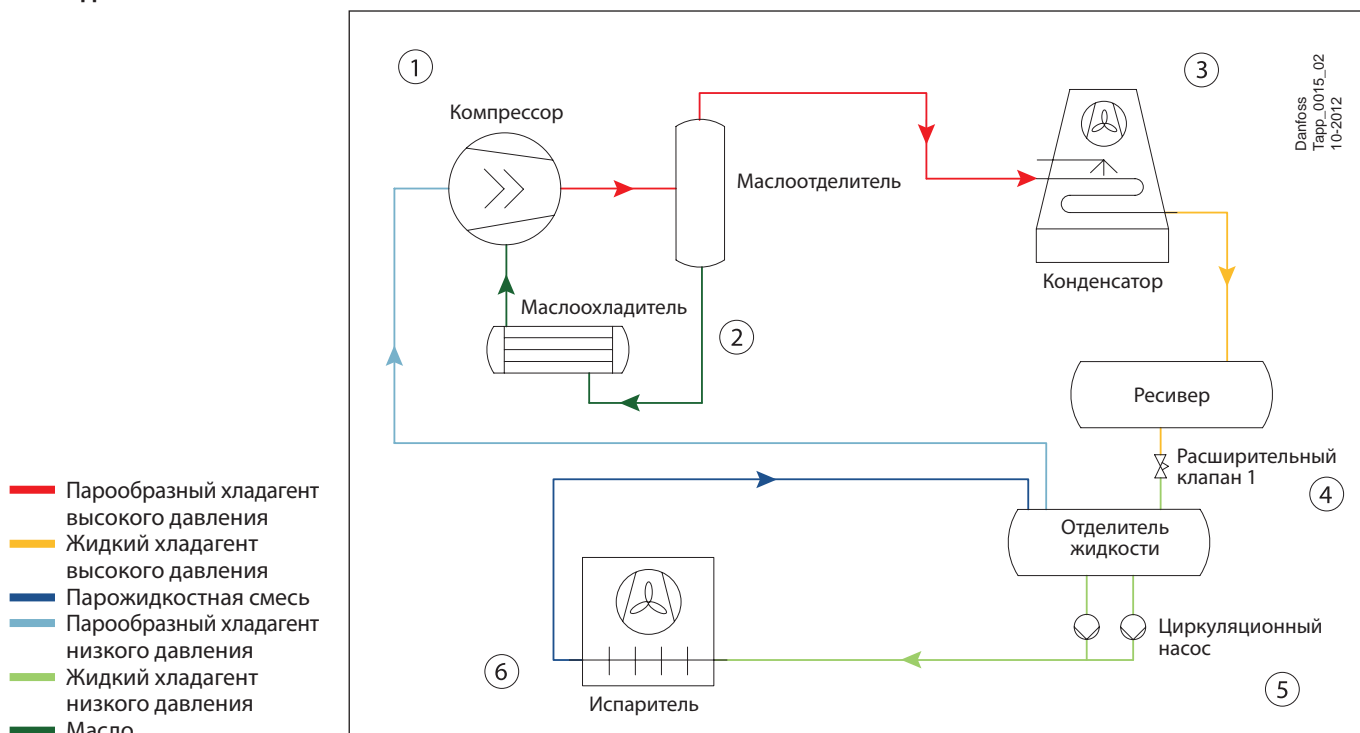 1
Компрессор
Маслоотделитель
3
Danfoss
Tapp_0015_02
10-2012
Конденсатор
Маслоохладитель
2
Ресивер
Расширительный
клапан 1
4
Отделитель
жидкости
Циркуляционный
насос
5
6
Испаритель
Парообразный хладагент
высокого давления
Жидкий хладагент
высокого давления
Парожидкостная смесь
Парообразный хладагент
низкого давления
Жидкий хладагент
низкого давления
Масло